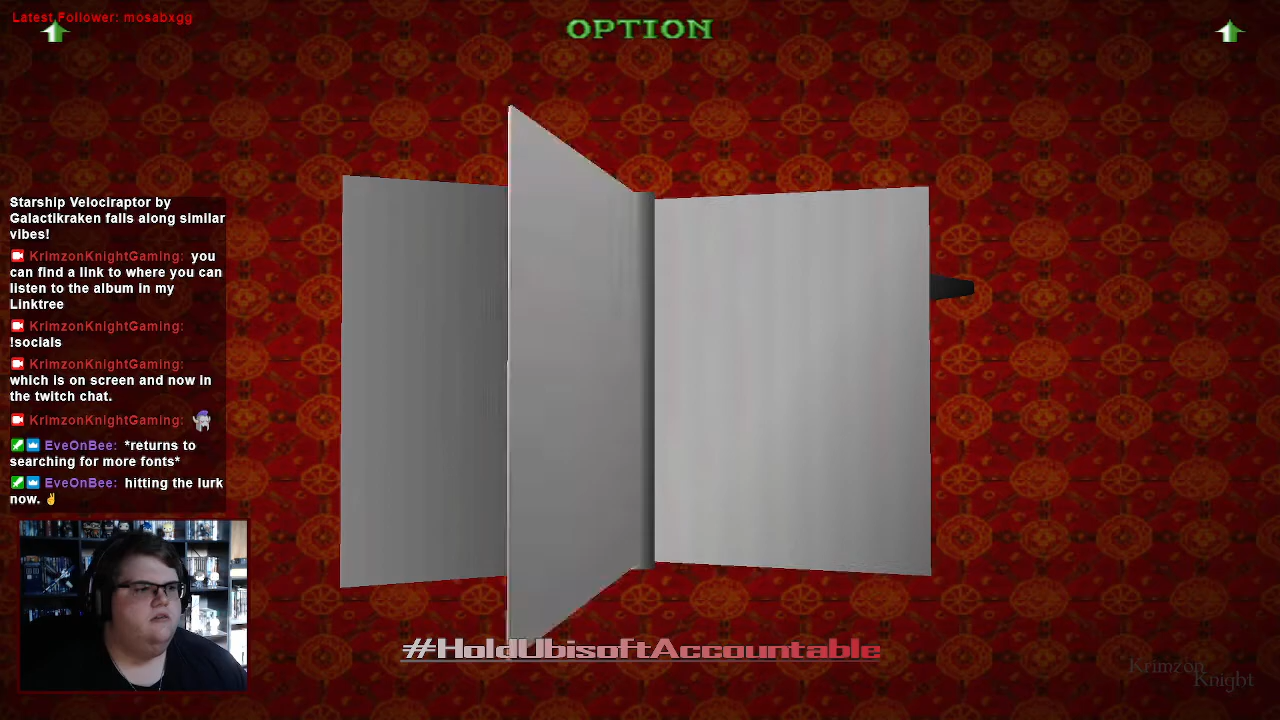 Latest Follower: mosabxgg
OPTION
Starship Velociraptor by
Galactikraken falls along similar
vibes!
KrimzonKnightGaming: you
can find a link to where you can
listen to the album in my
Linktree
KrimzonKnightGaming:
!socials
KrimzonKnightGaming:
which is on screen and now in
the twitch chat.
KrimzonKnightGaming:
EveOnBee: *returns to
searching for more fonts*
EveOnBee: hitting the lurk
now. ✌
#HoldUbisoftAccountable
Krimzon
Knight